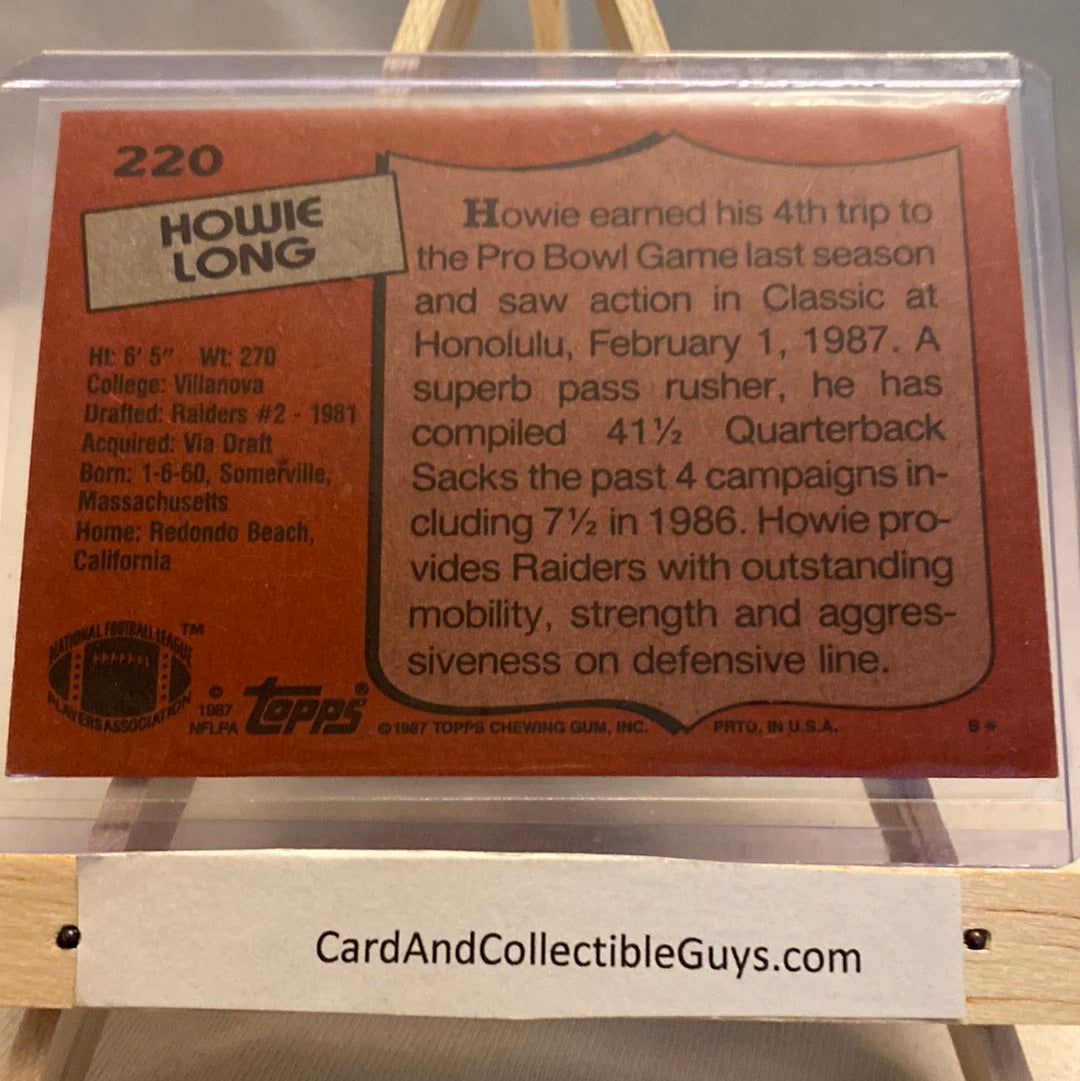 220
HOWIE
LONG
Ht: 6' 5" Wt: 270
College: Villanova
Drafted: Raiders #2 - 1981
Acquired: Via Draft
Born: 1-6-60, Somerville,
Massachusetts
Home: Redondo Beach,
California
Howie earned his 4th trip to
the Pro Bowl Game last season
and saw action in Classic at
Honolulu, February 1, 1987. A
superb pass rusher, he has
compiled 41½ Quarterback
Sacks the past 4 campaigns in-
cluding 7½ in 1986. Howie pro-
vides Raiders with outstanding
mobility, strength and aggres-
siveness on defensive line.
NATIONAL FOOTBALL LEAGUE ™
PLAYERS ASSOCIATION
© 1987
NFLPA
topps®
©1987 TOPPS CHEWING GUM, INC. PRTD. IN U.S.A.
B*
CardAndCollectibleGuys.com